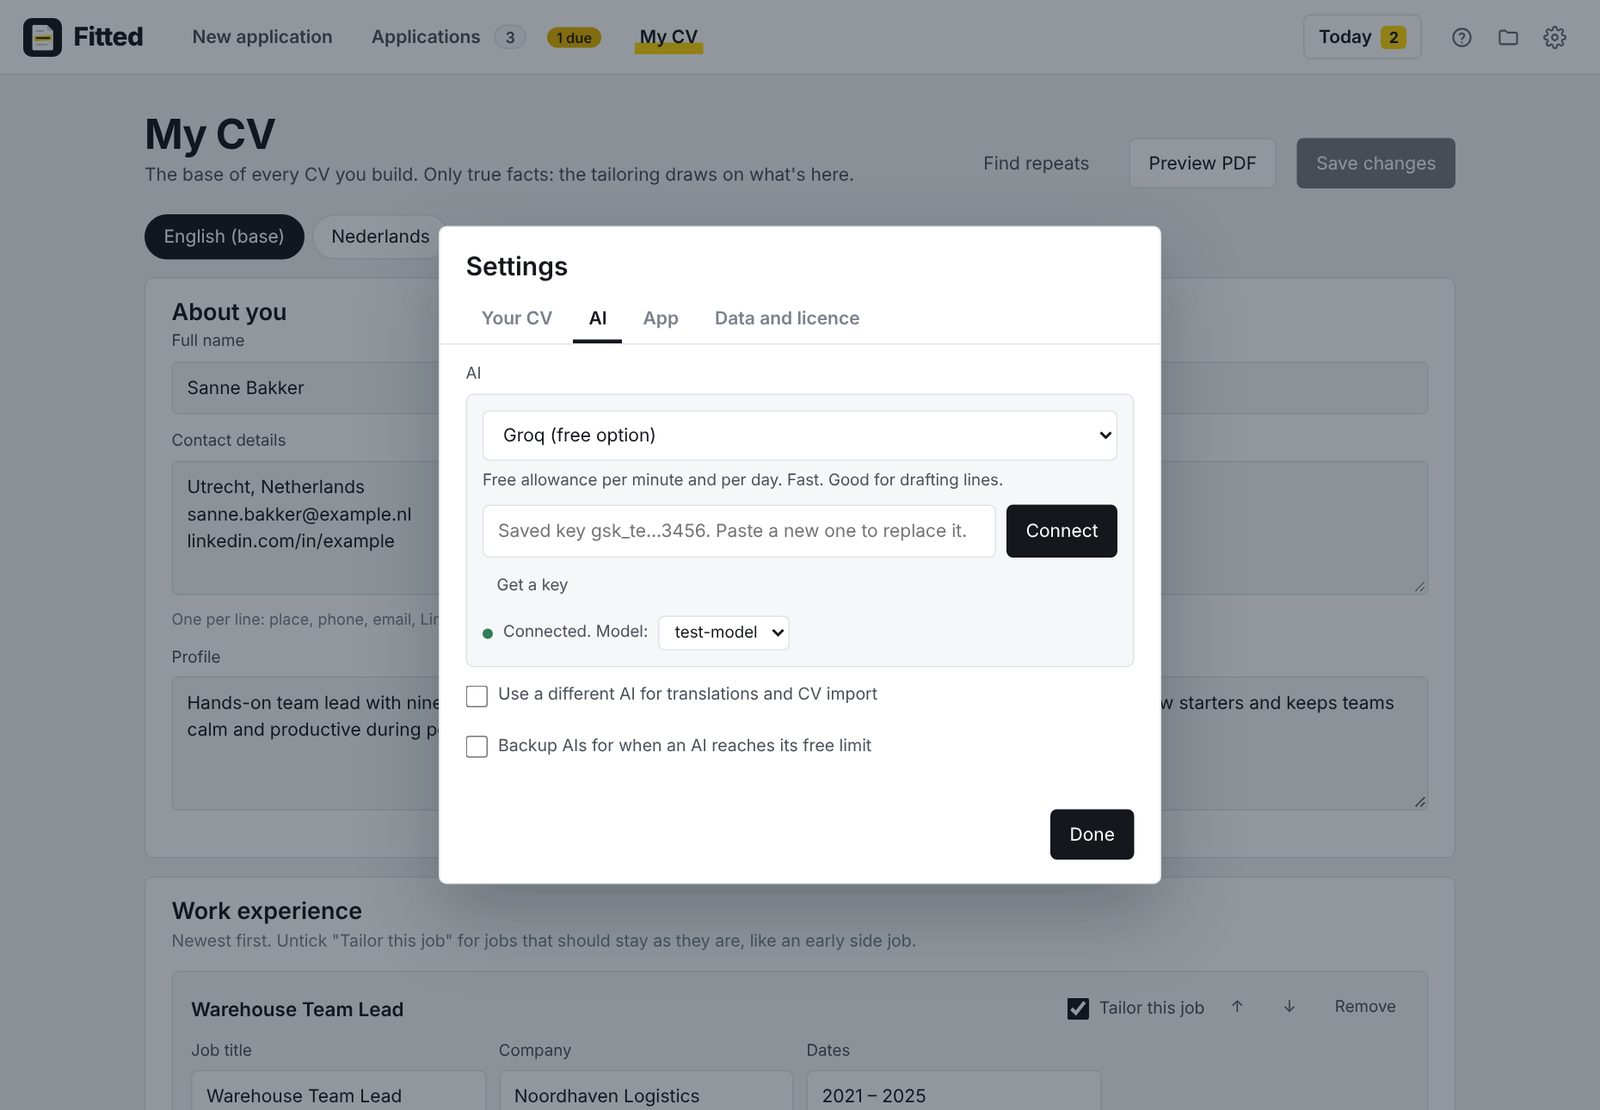 Fitted
New application
Applications 3
1 due
My CV
Today 2
My CV
The base of every CV you build. Only true facts: the tailoring draws on what's here.
Find repeats
Preview PDF
Save changes
English (base)
Nederlands
About you
Full name
Sanne Bakker
Contact details
Utrecht, Netherlands
sanne.bakker@example.nl
linkedin.com/in/example
One per line: place, phone, email,
Profile
Hands-on team lead with nine
w starters and keeps teams
calm and productive during
Settings
Your CV
AI
App
Data and licence
AI
Groq (free option)
Free allowance per minute and per day. Fast. Good for drafting lines.
Saved key gsk_te...3456. Paste a new one to replace it.
Connect
Get a key
Connected. Model: test-model
Use a different AI for translations and CV import
Backup AIs for when an AI reaches its free limit
Done
Work experience
Newest first. Untick "Tailor this job" for jobs that should stay as they are, like an early side job.
Warehouse Team Lead
Tailor this job
↑
↓
Remove
Job title
Company
Dates
Warehouse Team Lead
Noordhaven Logistics
2021 – 2025